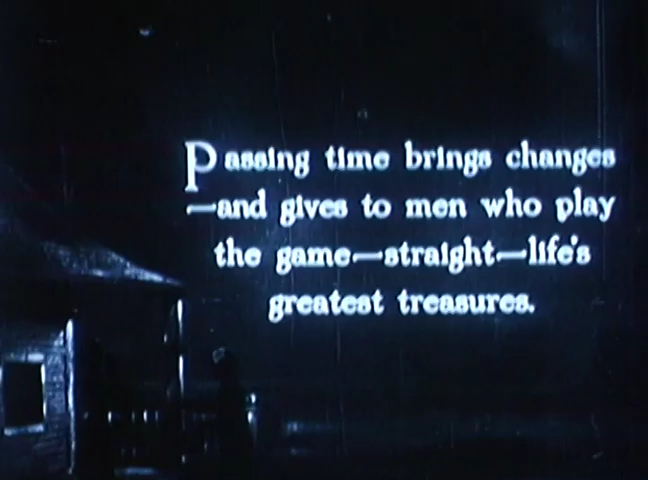 Passing time brings changes
—and gives to men who play
the game—straight—life's
greatest treasures.